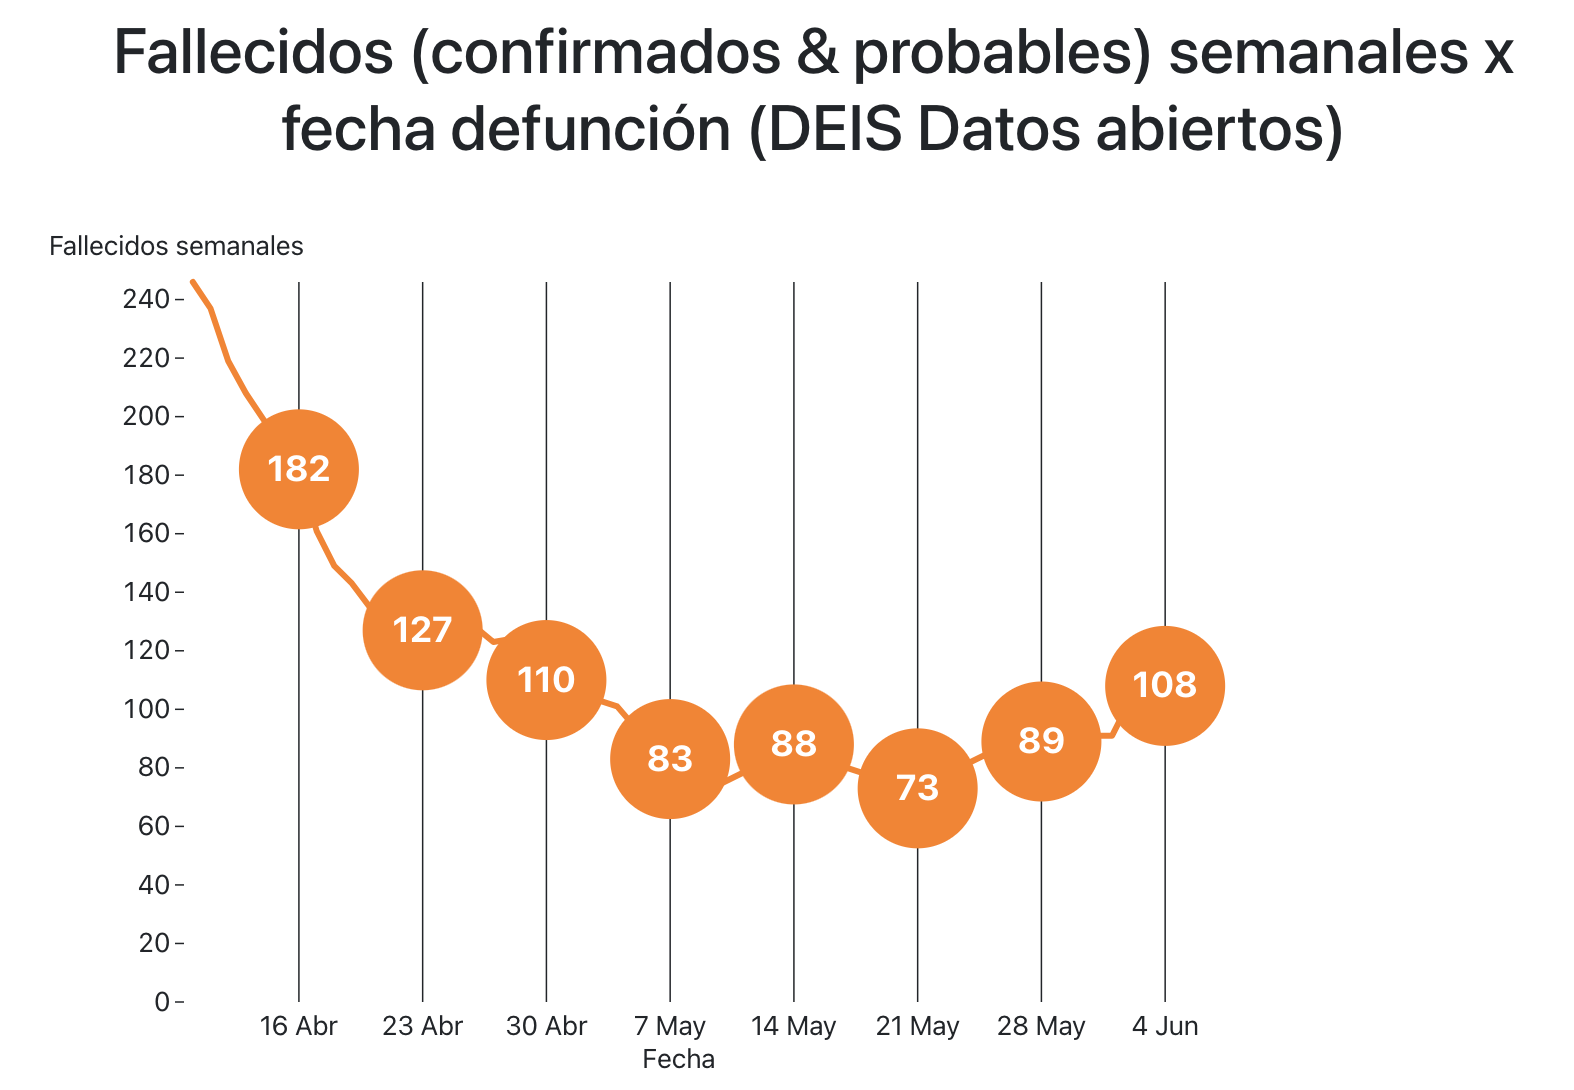 Fallecidos (confirmados & probables) semanales x
fecha defunción (DEIS Datos abiertos)
Fallecidos semanales
240
220
200
180
160
140
120
100
80
60
40
20
0
182
127
110
83
88
73
89
108
16 Abr
23 Abr
30 Abr
7 May
14 May
21 May
28 May
4 Jun
Fecha